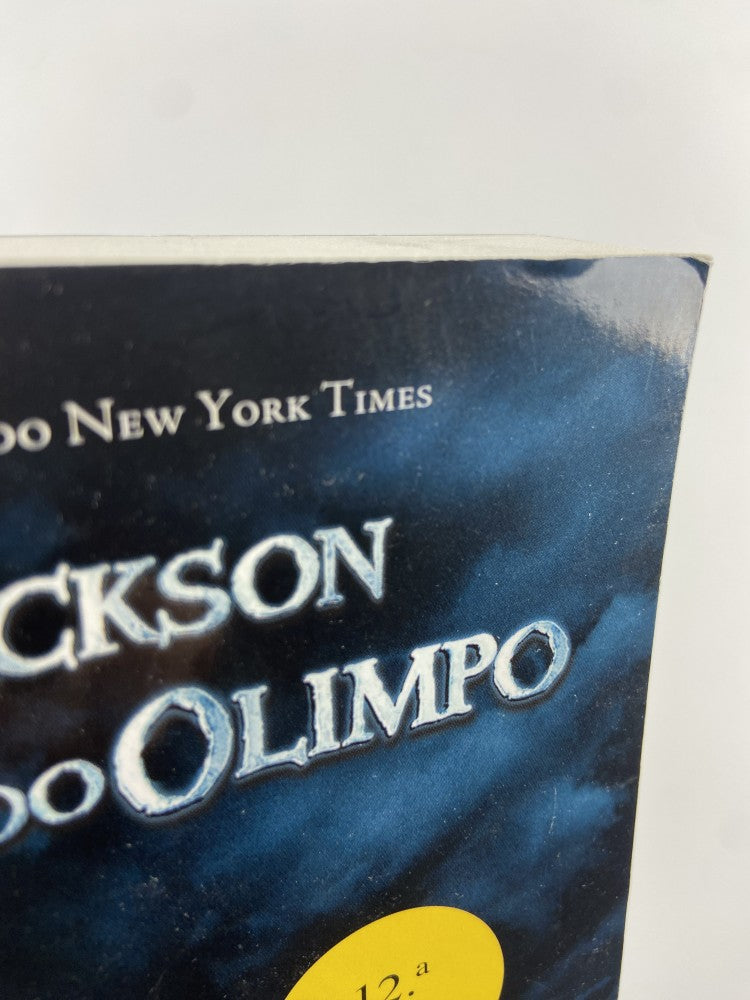 DO NEW YORK TIMES
CKSON
DO OLIMPO
12.ª